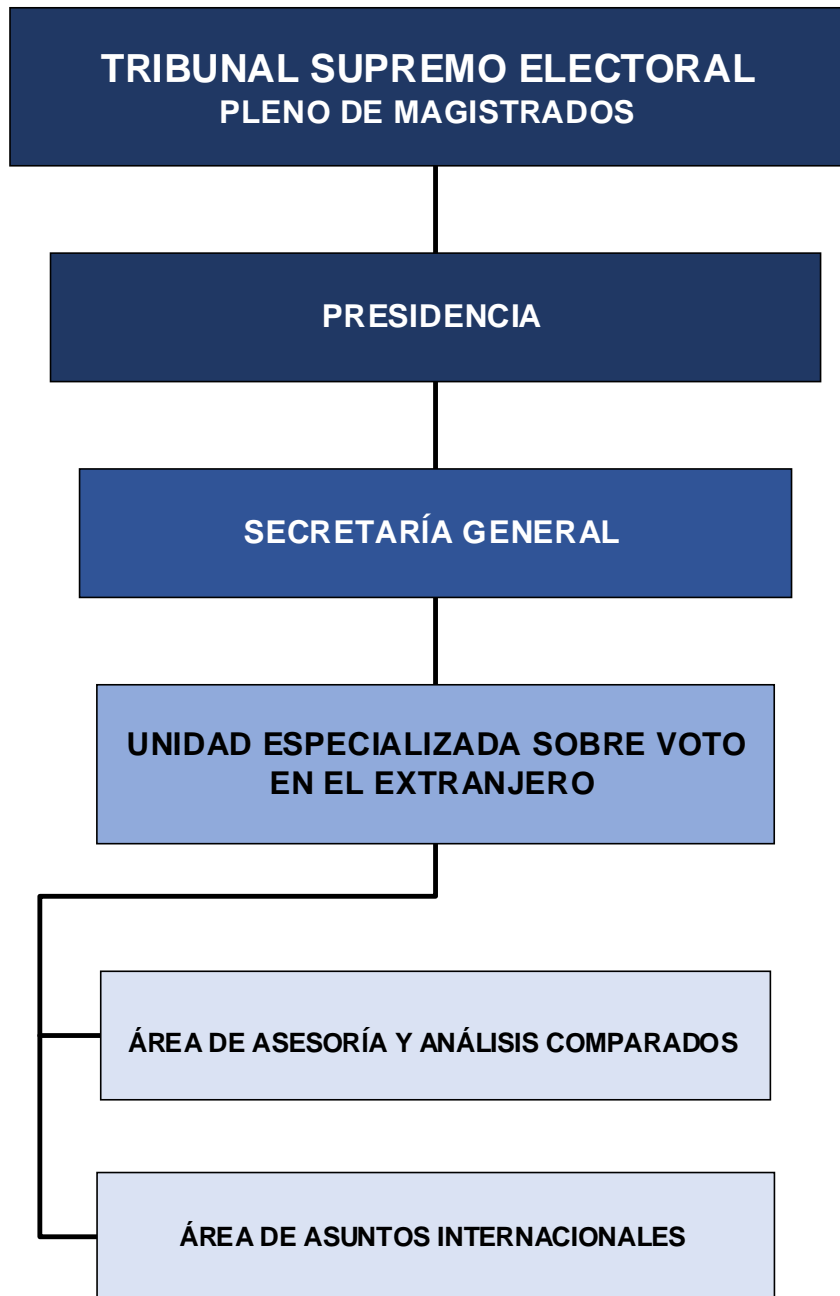 TRIBUNAL SUPREMO ELECTORAL
PLENO DE MAGISTRADOS
PRESIDENCIA
SECRETARÍA GENERAL
UNIDAD ESPECIALIZADA SOBRE VOTO
EN EL EXTRANJERO
ÁREA DE ASESORÍA Y ANÁLISIS COMPARADOS
ÁREA DE ASUNTOS INTERNACIONALES